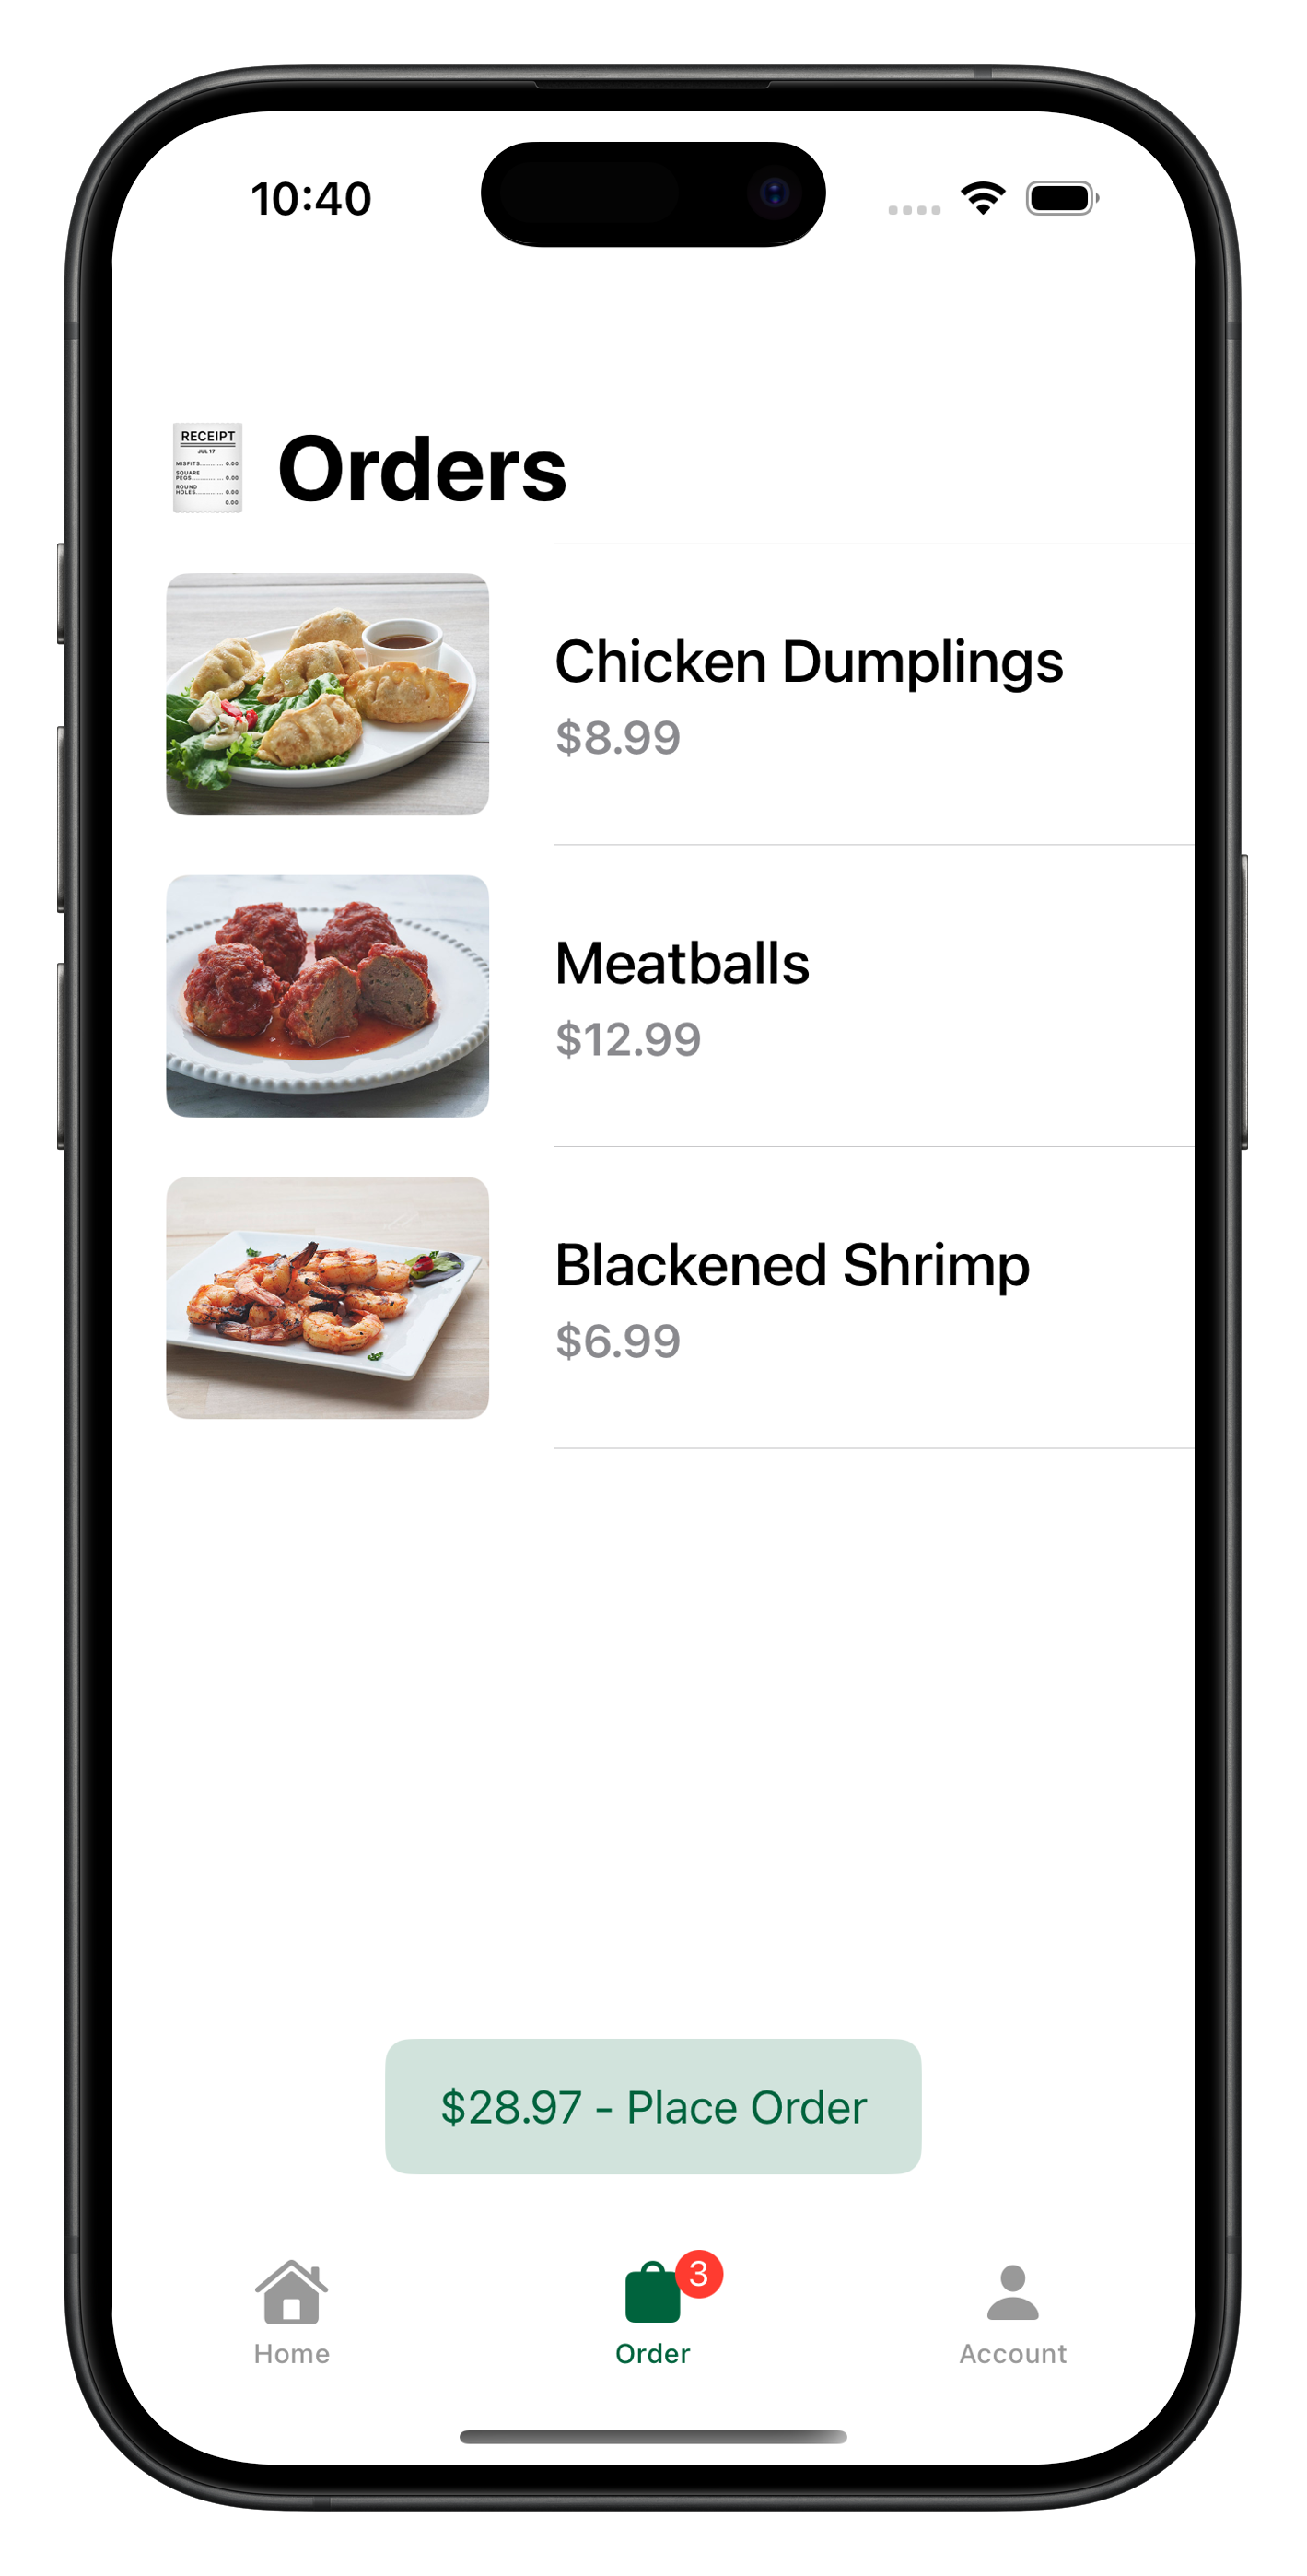 10:40
RECEIPT
JUL 17
MISFITS............ 0.00
SQUARE
PEGS................ 0.00
ROUND
HOLES.............. 0.00
0.00
Orders
Chicken Dumplings
$8.99
Meatballs
$12.99
Blackened Shrimp
$6.99
$28.97 - Place Order
3
Home
Order
Account